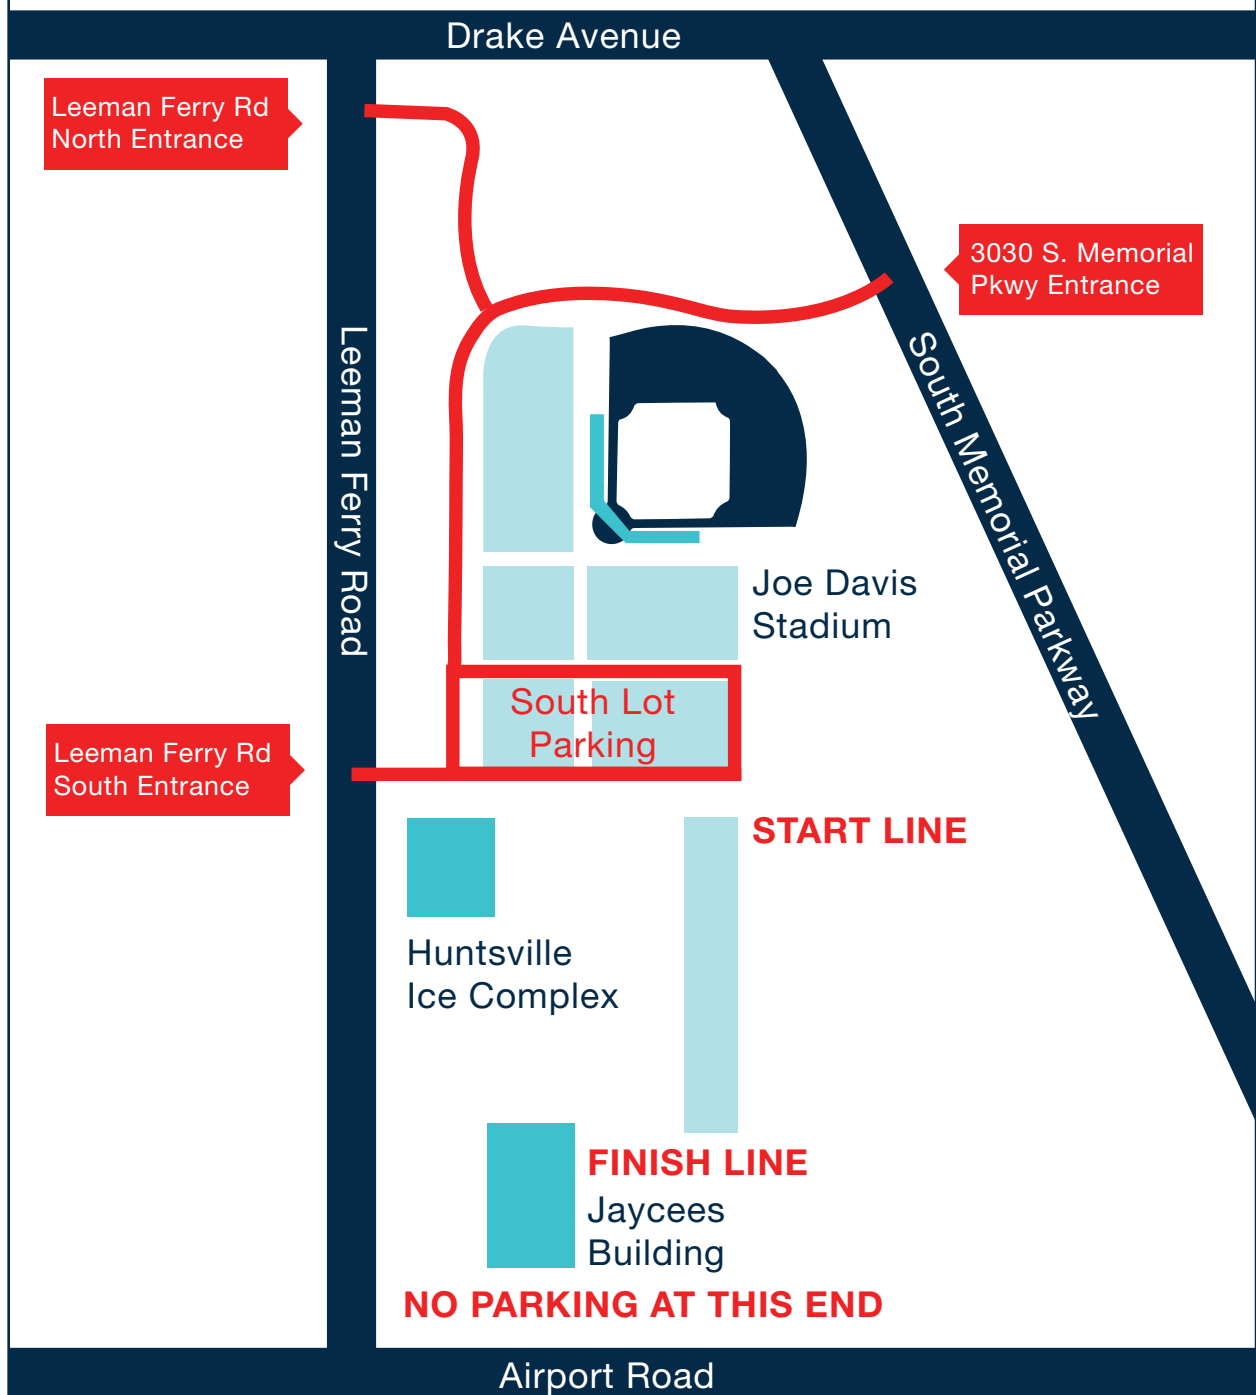 Drake Avenue
Leeman Ferry Rd
North Entrance
3030 S. Memorial
Pkwy Entrance
Leeman Ferry Road
South Memorial Parkway
Joe Davis
Stadium
South Lot
Parking
Leeman Ferry Rd
South Entrance
START LINE
Huntsville
Ice Complex
FINISH LINE
Jaycees
Building
NO PARKING AT THIS END
Airport Road